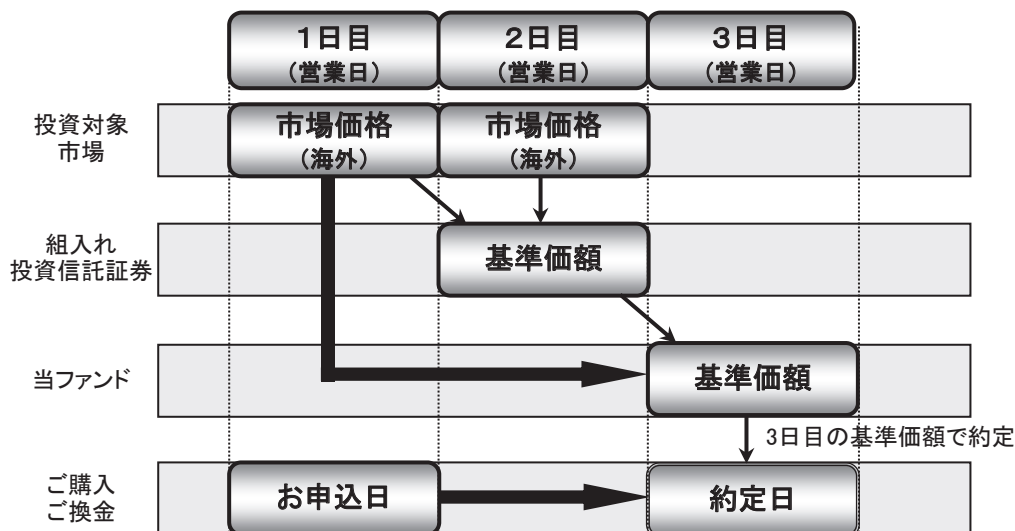 1日目
(営業日)
2日目
(営業日)
3日目
(営業日)
投資対象
市場
市場価格
(海外)
市場価格
(海外)
組入れ
投資信託証券
基準価額
当ファンド
基準価額
3日目の基準価額で約定
ご購入
ご換金
お申込日
約定日